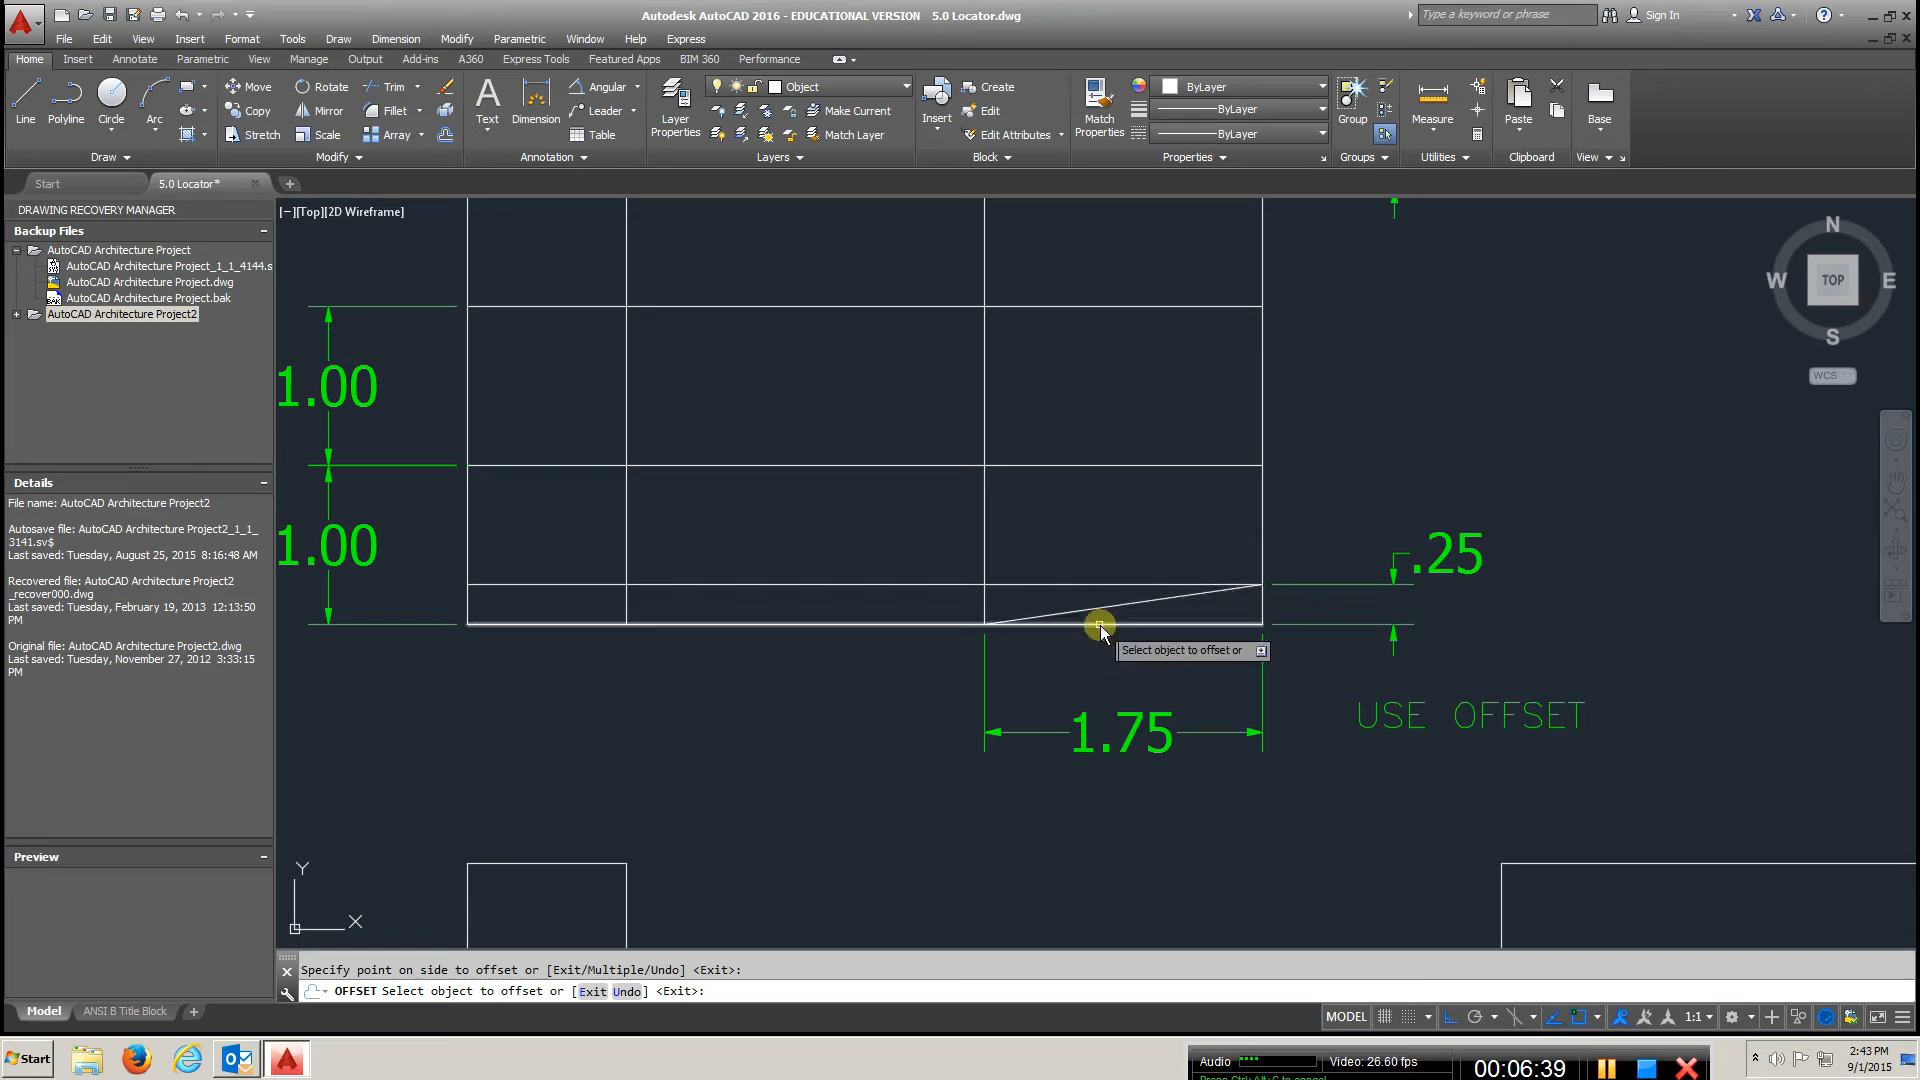 Autodesk AutoCAD 2016 - EDUCATIONAL VERSION 5.0 Locator.dwg
Type a keyword or phrase
Sign In
File Edit View Insert Format Tools Draw Dimension Modify Parametric Window Help Express
Home Insert Annotate Parametric View Manage Output Add-ins A360 Express Tools Featured Apps BIM 360 Performance
Line Polyline Circle Arc
Move Rotate Trim
Copy Mirror Fillet
Stretch Scale Array
Text Dimension
Angular
Leader
Table
Layer Properties
Object
Make Current
Match Layer
Insert
Create
Edit
Edit Attributes
Match Properties
ByLayer
ByLayer
ByLayer
Group
Measure
Paste
Base
Draw Modify Annotation Layers Block Properties Groups Utilities Clipboard View
Start 5.0 Locator*
DRAWING RECOVERY MANAGER
Backup Files
AutoCAD Architecture Project
AutoCAD Architecture Project_1_1_4144.s
AutoCAD Architecture Project.dwg
AutoCAD Architecture Project.bak
AutoCAD Architecture Project2
Details
File name: AutoCAD Architecture Project2
Autosave file: AutoCAD Architecture Project2_1_1_
3141.sv$
Last saved: Tuesday, August 25, 2015 8:16:48 AM
Recovered file: AutoCAD Architecture Project2
_recover000.dwg
Last saved: Tuesday, February 19, 2013 12:13:50
PM
Original file: AutoCAD Architecture Project2.dwg
Last saved: Tuesday, November 27, 2012 3:33:15
PM
Preview
[−][Top][2D Wireframe]
N
W TOP E
S
WCS
1.00
1.00
.25
Select object to offset or
1.75
USE OFFSET
Y
X
Specify point on side to offset or [Exit/Multiple/Undo] <Exit>:
OFFSET Select object to offset or [Exit Undo] <Exit>:
Model ANSI B Title Block
MODEL 1:1
Start
Audio Video: 26.60 fps
00:06:39
2:43 PM
9/1/2015